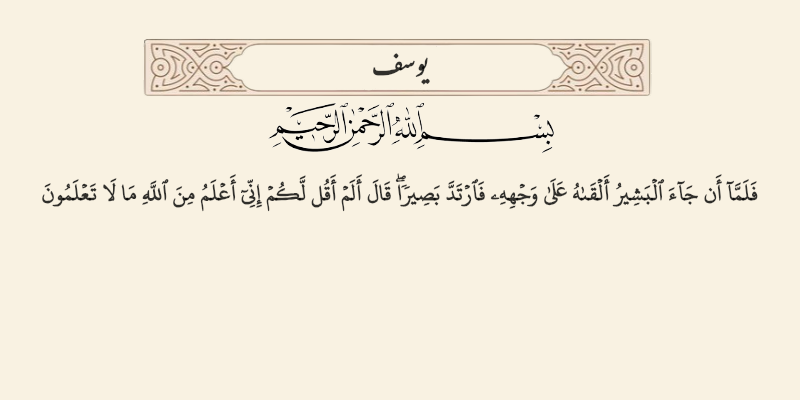 يوسف
بِسْمِ ٱللَّهِ ٱلرَّحْمَٰنِ ٱلرَّحِيمِ
فَلَمَّآ أَن جَآءَ ٱلْبَشِيرُ أَلْقَىٰهُ عَلَىٰ وَجْهِهِۦ فَٱرْتَدَّ بَصِيرًۭا ۖ قَالَ أَلَمْ أَقُل لَّكُمْ إِنِّىٓ أَعْلَمُ مِنَ ٱللَّهِ مَا لَا تَعْلَمُونَ